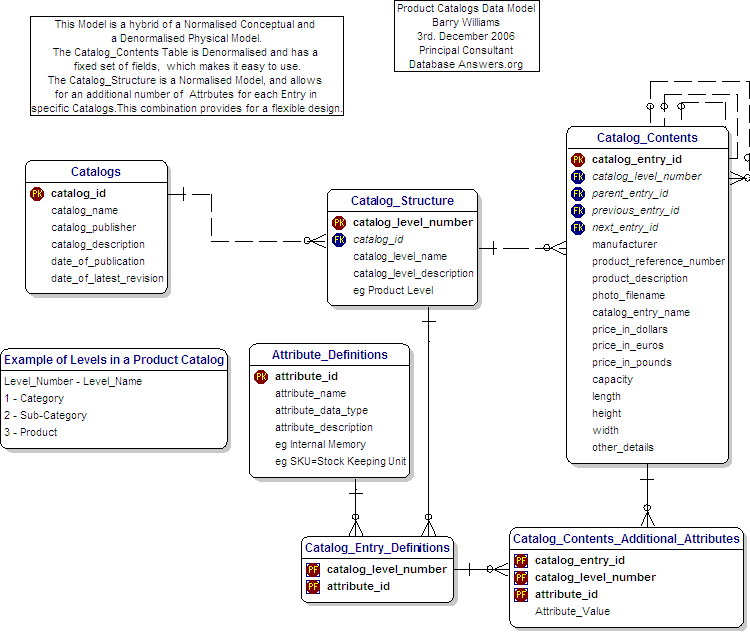 This Model is a hybrid of a Normalised Conceptual and
a Denormalised Physical Model.
The Catalog_Contents Table is Denormalised and has a
fixed set of fields, which makes it easy to use.
The Catalog_Structure is a Normalised Model, and allows
for an additional number of Attrbutes for each Entry in
specific Catalogs.This combination provides for a flexible design.
Product Catalogs Data Model
Barry Williams
3rd. December 2006
Principal Consultant
Database Answers.org
Catalogs
PK catalog_id
catalog_name
catalog_publisher
catalog_description
date_of_publication
date_of_latest_revision
Catalog_Structure
PK catalog_level_number
FK catalog_id
catalog_level_name
catalog_level_description
eg Product Level
Catalog_Contents
PK catalog_entry_id
FK catalog_level_number
FK parent_entry_id
FK previous_entry_id
FK next_entry_id
manufacturer
product_reference_number
product_description
photo_filename
catalog_entry_name
price_in_dollars
price_in_euros
price_in_pounds
capacity
length
height
width
other_details
Example of Levels in a Product Catalog
Level_Number - Level_Name
1 - Category
2 - Sub-Category
3 - Product
Attribute_Definitions
PK attribute_id
attribute_name
attribute_data_type
attribute_description
eg Internal Memory
eg SKU=Stock Keeping Unit
Catalog_Entry_Definitions
PF catalog_level_number
PF attribute_id
Catalog_Contents_Additional_Attributes
PF catalog_entry_id
PF catalog_level_number
PF attribute_id
Attribute_Value